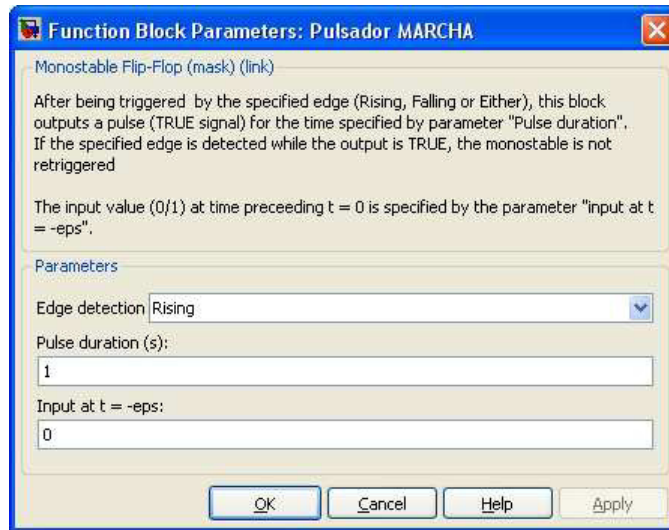 Function Block Parameters: Pulsador MARCHA
Monostable Flip-Flop (mask) (link)
After being triggered by the specified edge (Rising, Falling or Either), this block
outputs a pulse (TRUE signal) for the time specified by parameter "Pulse duration".
If the specified edge is detected while the output is TRUE, the monostable is not
retriggered
The input value (0/1) at time preceeding t = 0 is specified by the parameter "input at t
= -eps".
Parameters
Edge detection Rising
Pulse duration (s):
1
Input at t = -eps:
0
OK Cancel Help Apply